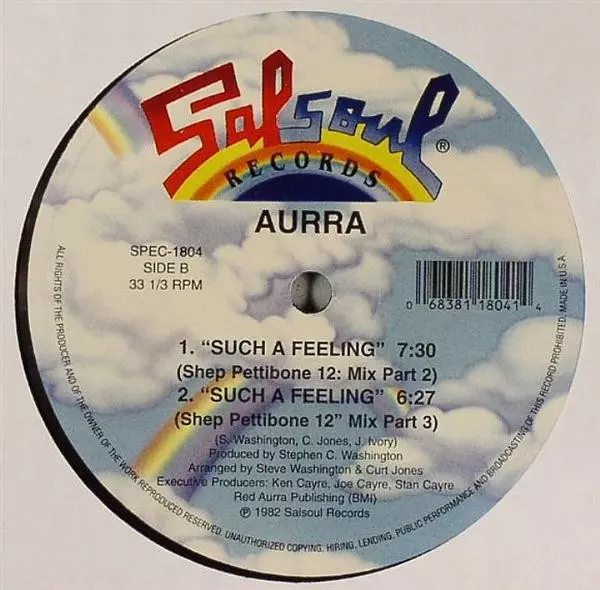 Salsoul®
RECORDS
AURRA
SPEC-1804
SIDE B
33 1/3 RPM
0 68381 18041 4
1. “SUCH A FEELING” 7:30
(Shep Pettibone 12: Mix Part 2)
2. “SUCH A FEELING” 6:27
(Shep Pettibone 12” Mix Part 3)
(S. Washington, C. Jones, J. Ivory)
Produced by Stephen C. Washington
Arranged by Steve Washington & Curt Jones
Executive Producers: Ken Cayre, Joe Cayre, Stan Cayre
Red Aurra Publishing (BMi)
℗ 1982 Salsoul Records
ALL RIGHTS OF THE PRODUCER AND OF THE OWNER OF THE WORK REPRODUCED RESERVED. UNAUTHORIZED COPYING, HIRING, LENDING, PUBLIC PERFORMANCE AND BROADCASTING OF THIS RECORD PROHIBITED. MADE IN U.S.A.